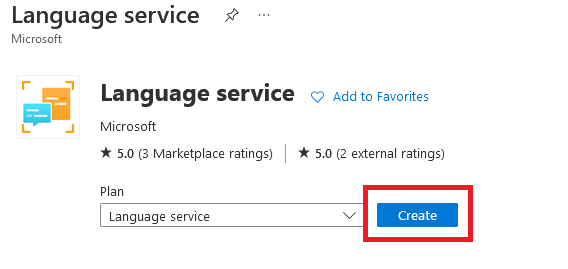 Language service
...
Microsoft
Language service
Add to Favorites
Microsoft
★ 5.0 (3 Marketplace ratings) | ★ 5.0 (2 external ratings)
Plan
Language service
Create